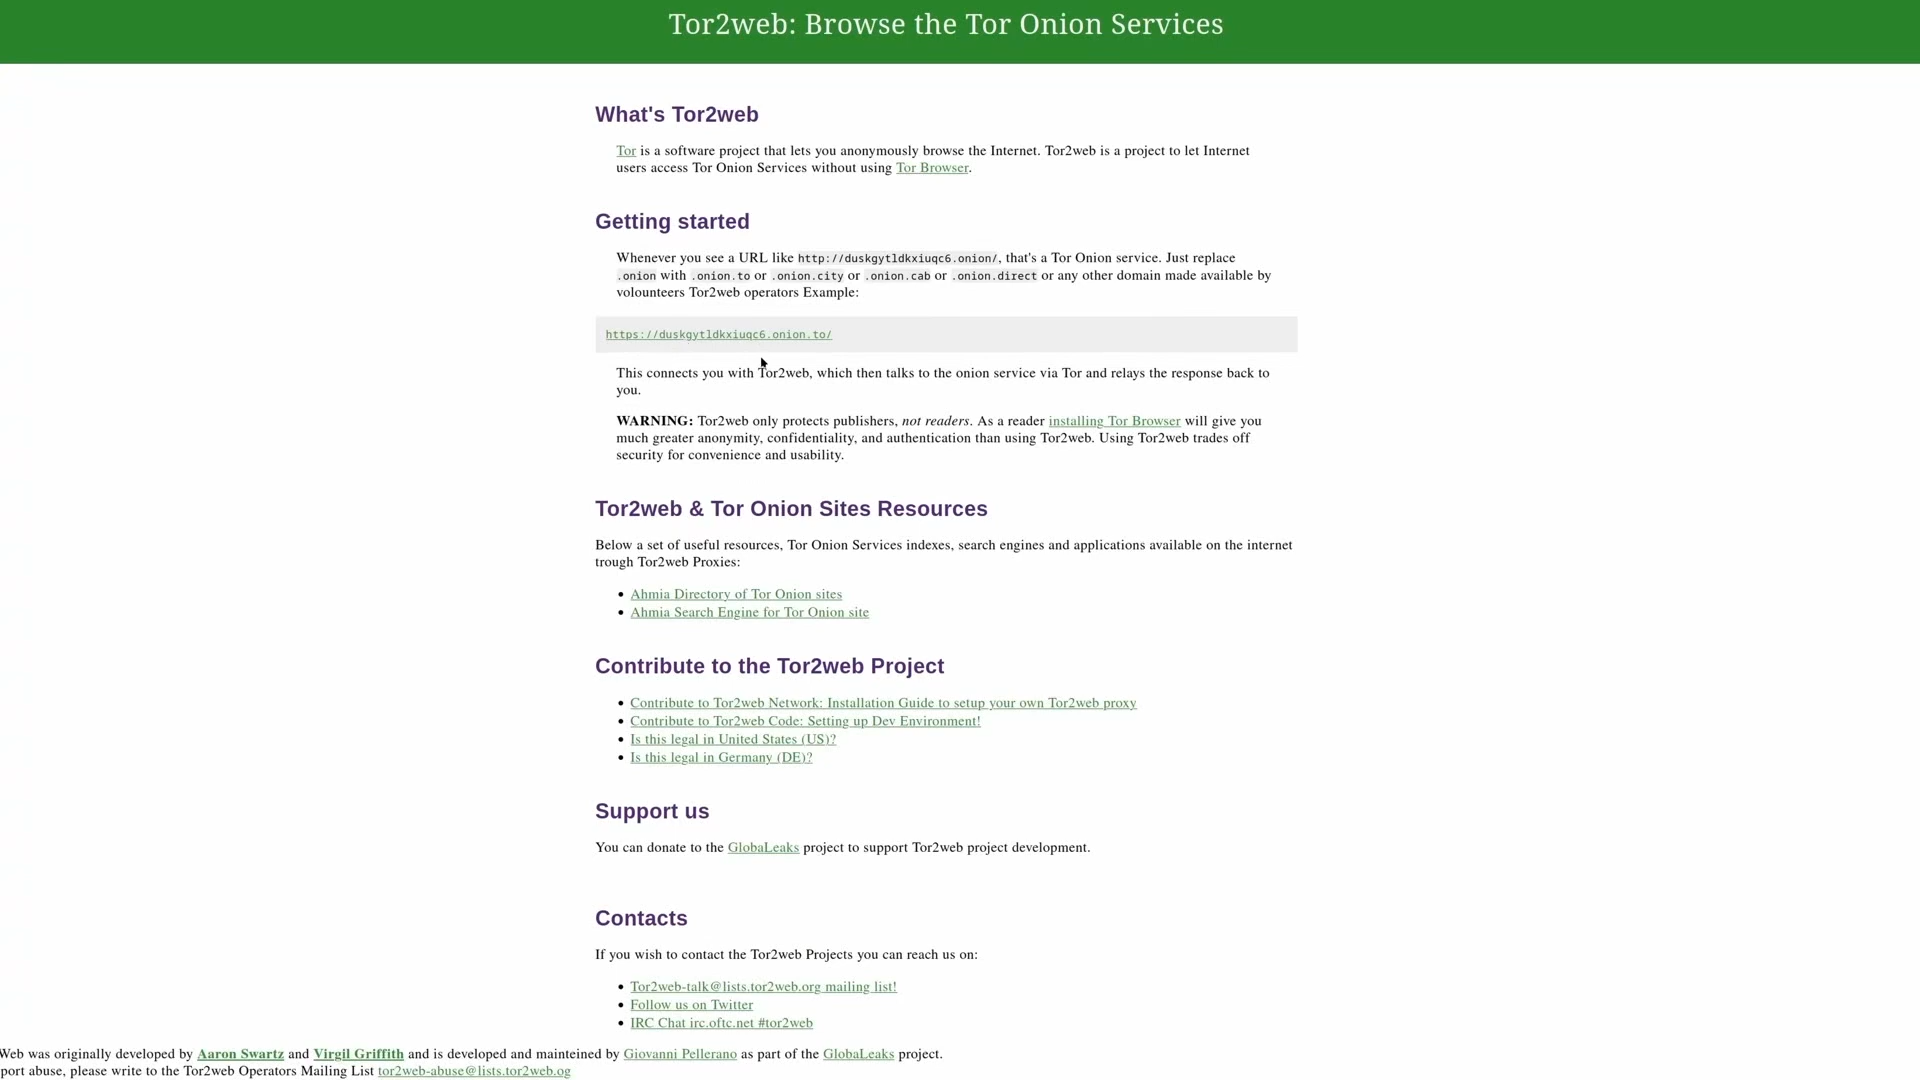 Tor2web: Browse the Tor Onion Services
What's Tor2web
Tor is a software project that lets you anonymously browse the Internet. Tor2web is a project to let Internet
users access Tor Onion Services without using Tor Browser.
Getting started
Whenever you see a URL like http://duskgytldkxiuqc6.onion/, that's a Tor Onion service. Just replace
.onion with .onion.to or .onion.city or .onion.cab or .onion.direct or any other domain made available by
volounteers Tor2web operators Example:
https://duskgytldkxiuqc6.onion.to/
This connects you with Tor2web, which then talks to the onion service via Tor and relays the response back to
you.
WARNING: Tor2web only protects publishers, not readers. As a reader installing Tor Browser will give you
much greater anonymity, confidentiality, and authentication than using Tor2web. Using Tor2web trades off
security for convenience and usability.
Tor2web & Tor Onion Sites Resources
Below a set of useful resources, Tor Onion Services indexes, search engines and applications available on the internet
trough Tor2web Proxies:
• Ahmia Directory of Tor Onion sites
• Ahmia Search Engine for Tor Onion site
Contribute to the Tor2web Project
• Contribute to Tor2web Network: Installation Guide to setup your own Tor2web proxy
• Contribute to Tor2web Code: Setting up Dev Environment!
• Is this legal in United States (US)?
• Is this legal in Germany (DE)?
Support us
You can donate to the GlobaLeaks project to support Tor2web project development.
Contacts
If you wish to contact the Tor2web Projects you can reach us on:
• Tor2web-talk@lists.tor2web.org mailing list!
• Follow us on Twitter
• IRC Chat irc.oftc.net #tor2web
Web was originally developed by Aaron Swartz and Virgil Griffith and is developed and mainteined by Giovanni Pellerano as part of the GlobaLeaks project.
port abuse, please write to the Tor2web Operators Mailing List tor2web-abuse@lists.tor2web.og